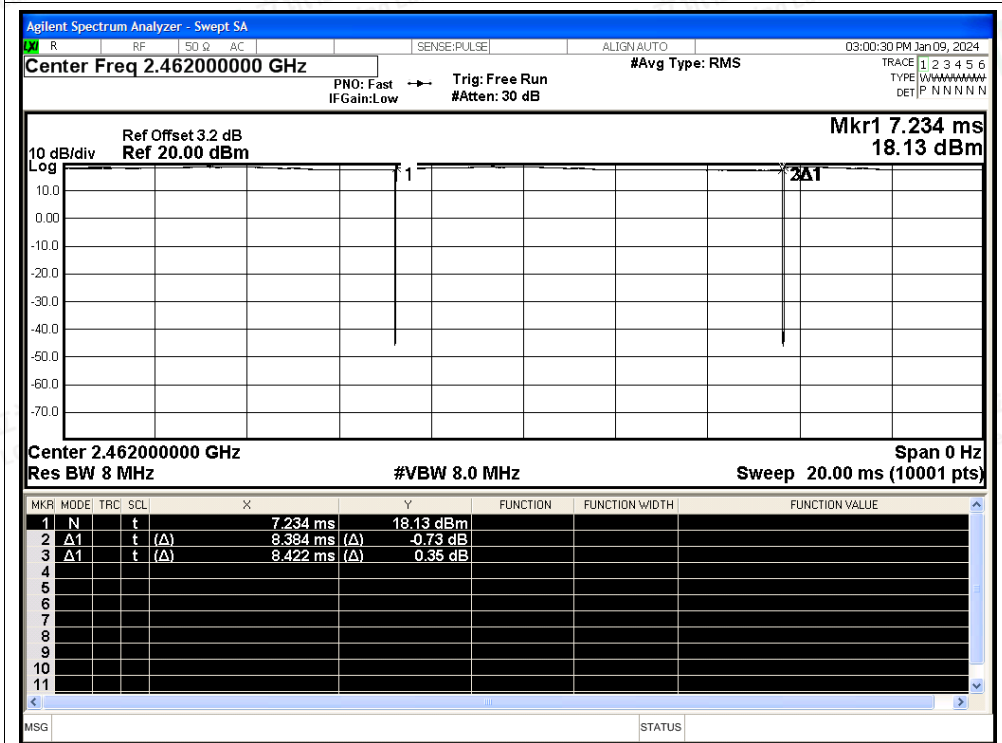 Agilent Spectrum Analyzer - Swept SA
LXI R RF 50 Ω AC SENSE:PULSE ALIGN AUTO 03:00:30 PM Jan 09, 2024
Center Freq 2.462000000 GHz #Avg Type: RMS TRACE 1 2 3 4 5 6
PNO: Fast Trig: Free Run TYPE WWWWWW
IFGain:Low #Atten: 30 dB DET P N N N N N
Mkr1 7.234 ms
Ref Offset 3.2 dB
10 dB/div Ref 20.00 dBm 18.13 dBm
Log
1
3Δ1
10.0
0.00
-10.0
-20.0
-30.0
-40.0
-50.0
-60.0
-70.0
Center 2.462000000 GHz Span 0 Hz
Res BW 8 MHz #VBW 8.0 MHz Sweep 20.00 ms (10001 pts)
MKR MODE TRC SCL X Y FUNCTION FUNCTION WIDTH FUNCTION VALUE
1 N t 7.234 ms 18.13 dBm
2 Δ1 t (Δ) 8.384 ms (Δ) -0.73 dB
3 Δ1 t (Δ) 8.422 ms (Δ) 0.35 dB
4
5
6
7
8
9
10
11
MSG STATUS